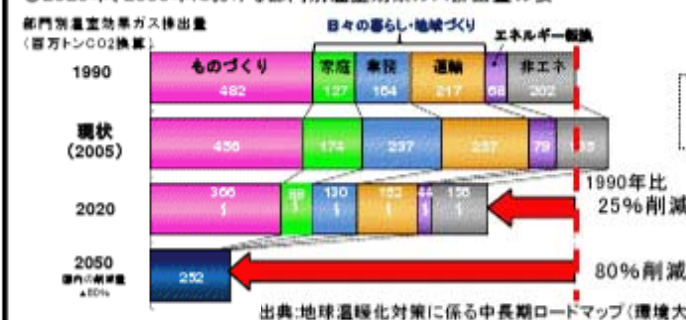 部門別温室効果ガス排出量
(百万トンCO2換算)
日々の暮らし・地域づくり
エネルギー転換
1990
ものづくり 家庭 業務 運輸 非エネ
482 127 164 217 68 202
現状
(2005)
456 174 237 257 79
2020
366 130 44
1990年比
25%削減
2050
252
80%削減
出典:地球温暖化対策に係る中長期ロードマップ(環境大